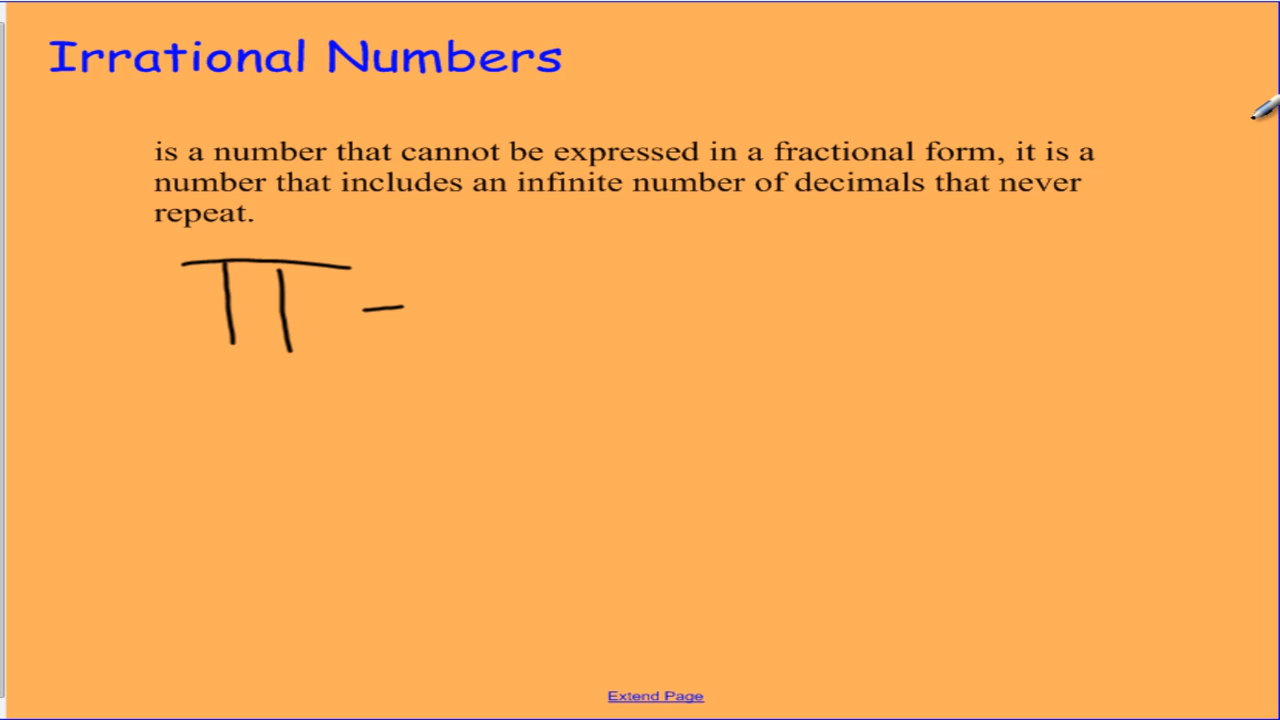 Irrational Numbers
is a number that cannot be expressed in a fractional form, it is a
number that includes an infinite number of decimals that never
repeat.
π -
Extend Page